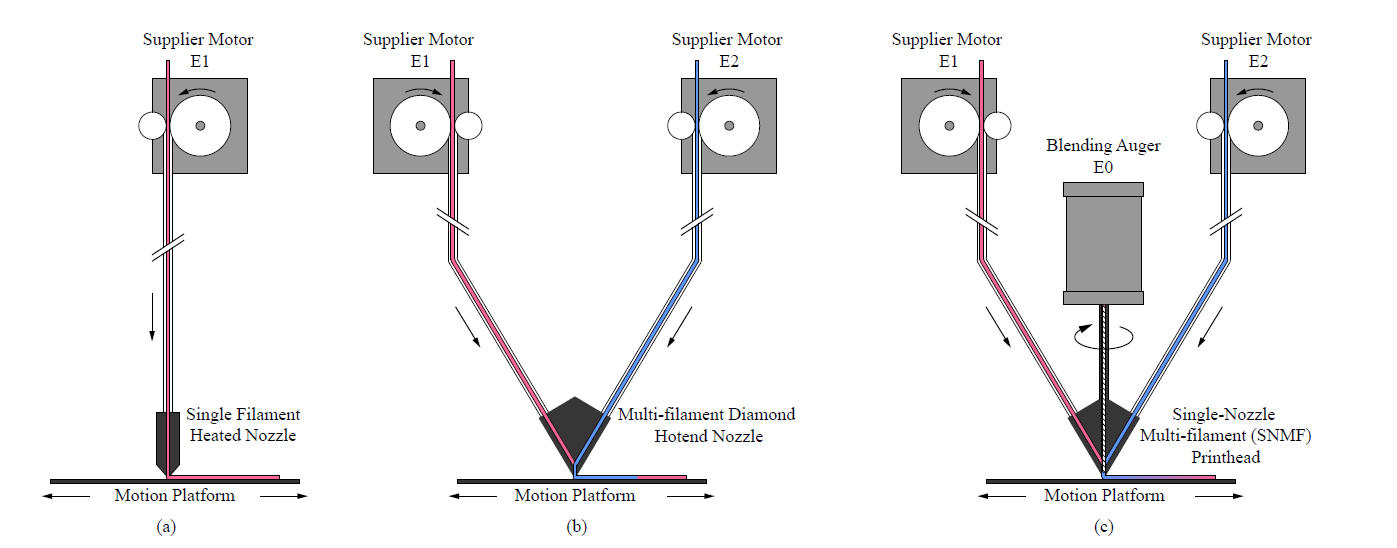 Supplier Motor
E1
Single Filament
Heated Nozzle
Motion Platform
(a)
Supplier Motor
E1
Supplier Motor
E2
Multi-filament Diamond
Hotend Nozzle
Motion Platform
(b)
Supplier Motor
E1
Supplier Motor
E2
Blending Auger
E0
Single-Nozzle
Multi-filament (SNMF)
Printhead
Motion Platform
(c)